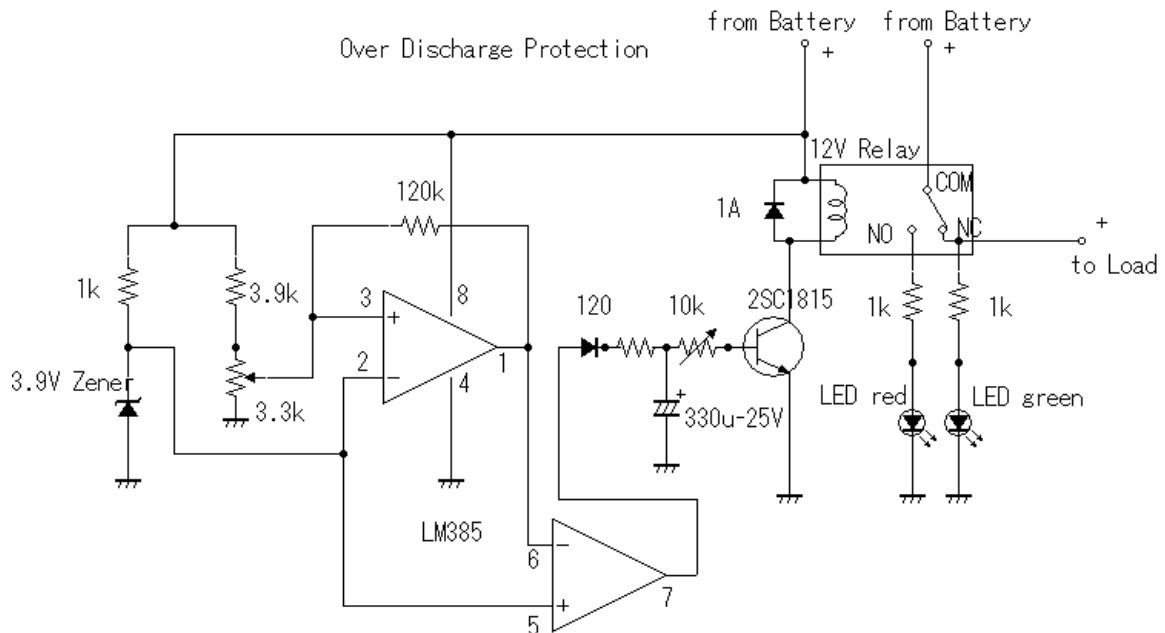 from Battery
from Battery
Over Discharge Protection
+
+
12V Relay
120k
COM
1A
NO
NC
+
to Load
1k
3.9k
3
8
+
120
10k
2SC1815
1k
1k
2
1
−
4
3.9V Zener
3.3k
+
330u-25V
LED red
LED green
LM385
6
−
7
+
5